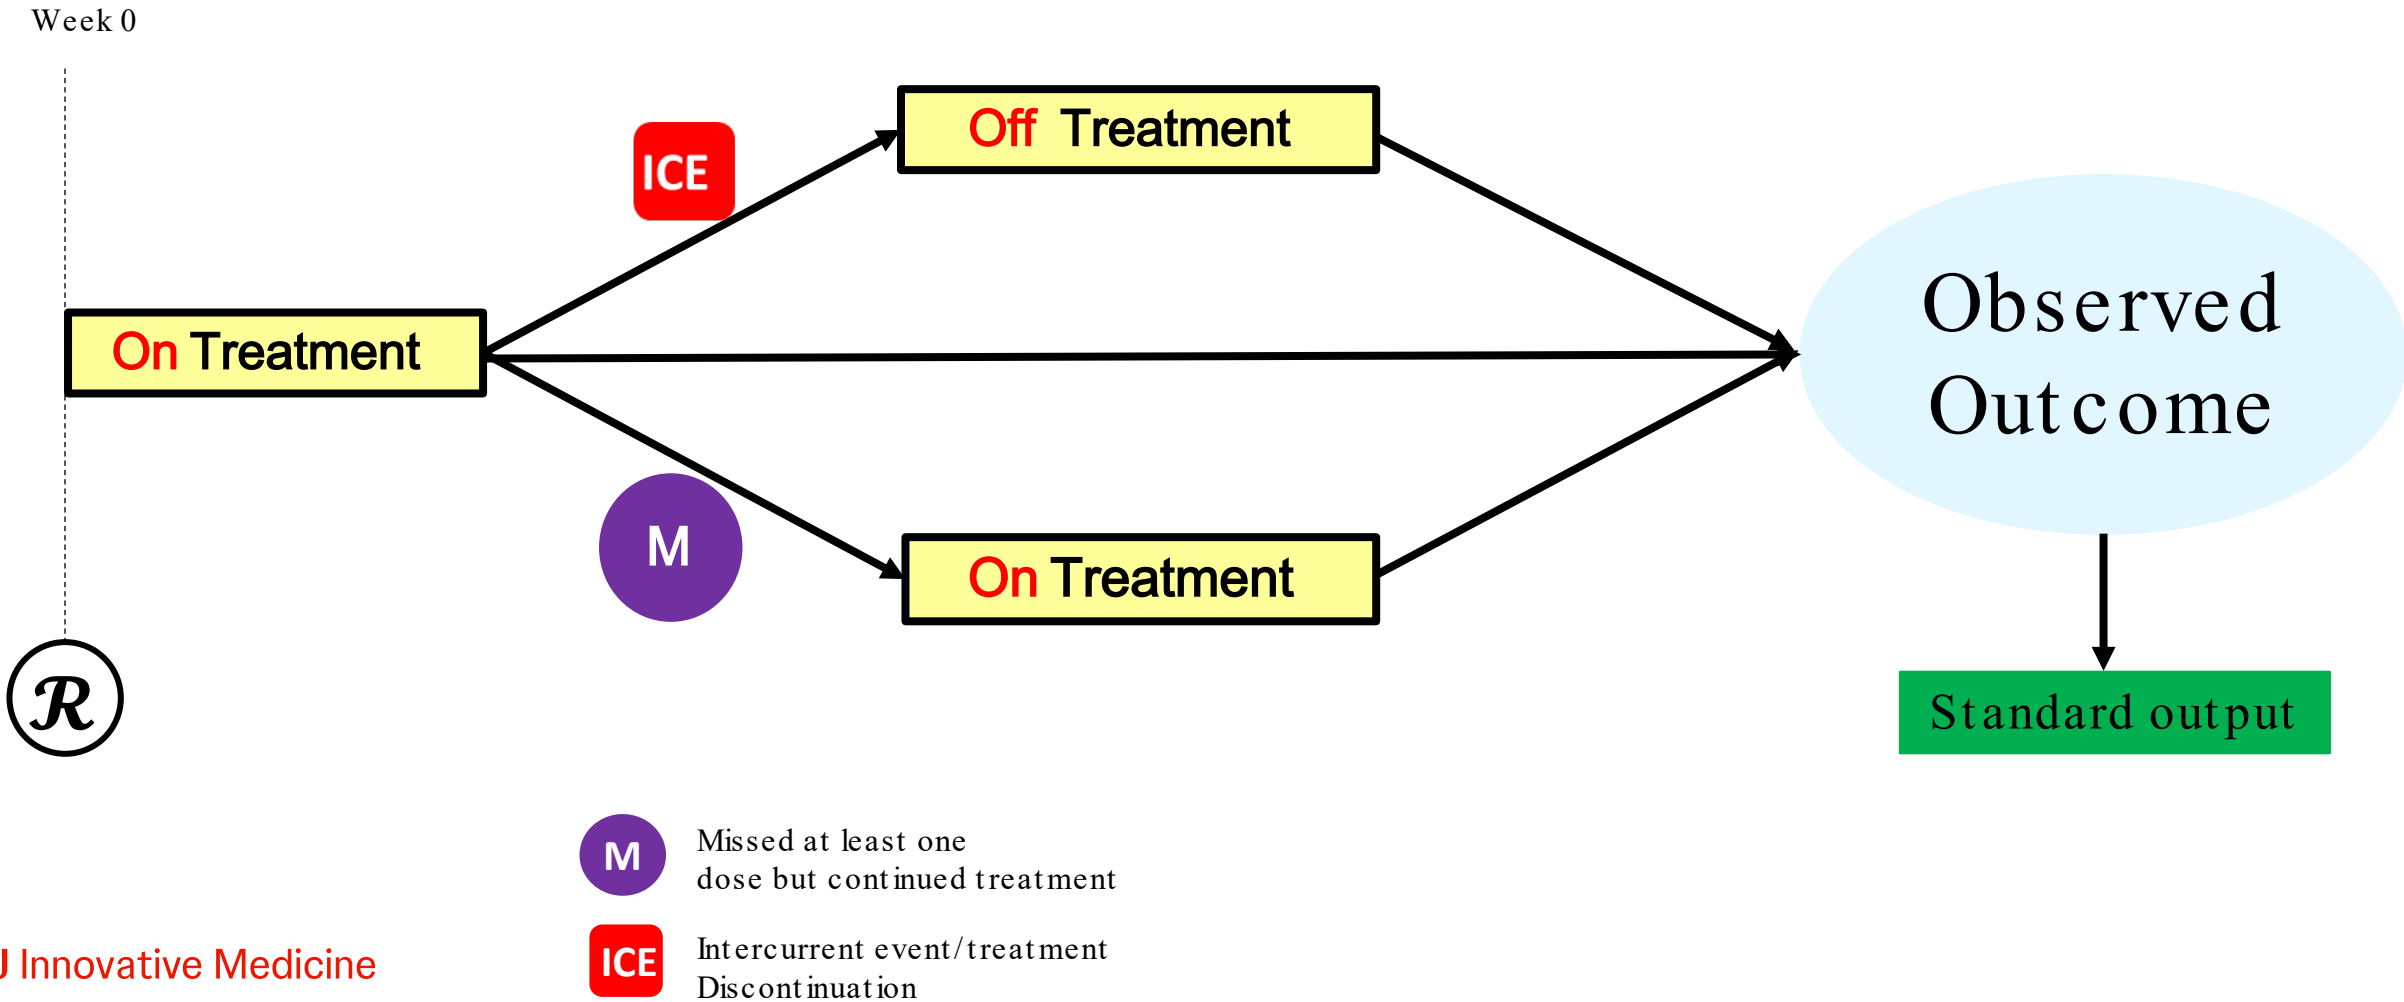 Week 0
ICE
Off Treatment
On Treatment
Observed
Outcome
M
On Treatment
R
Standard output
M
Missed at least one
dose but continued treatment
ICE
Intercurrent event/treatment
Discontinuation
J Innovative Medicine